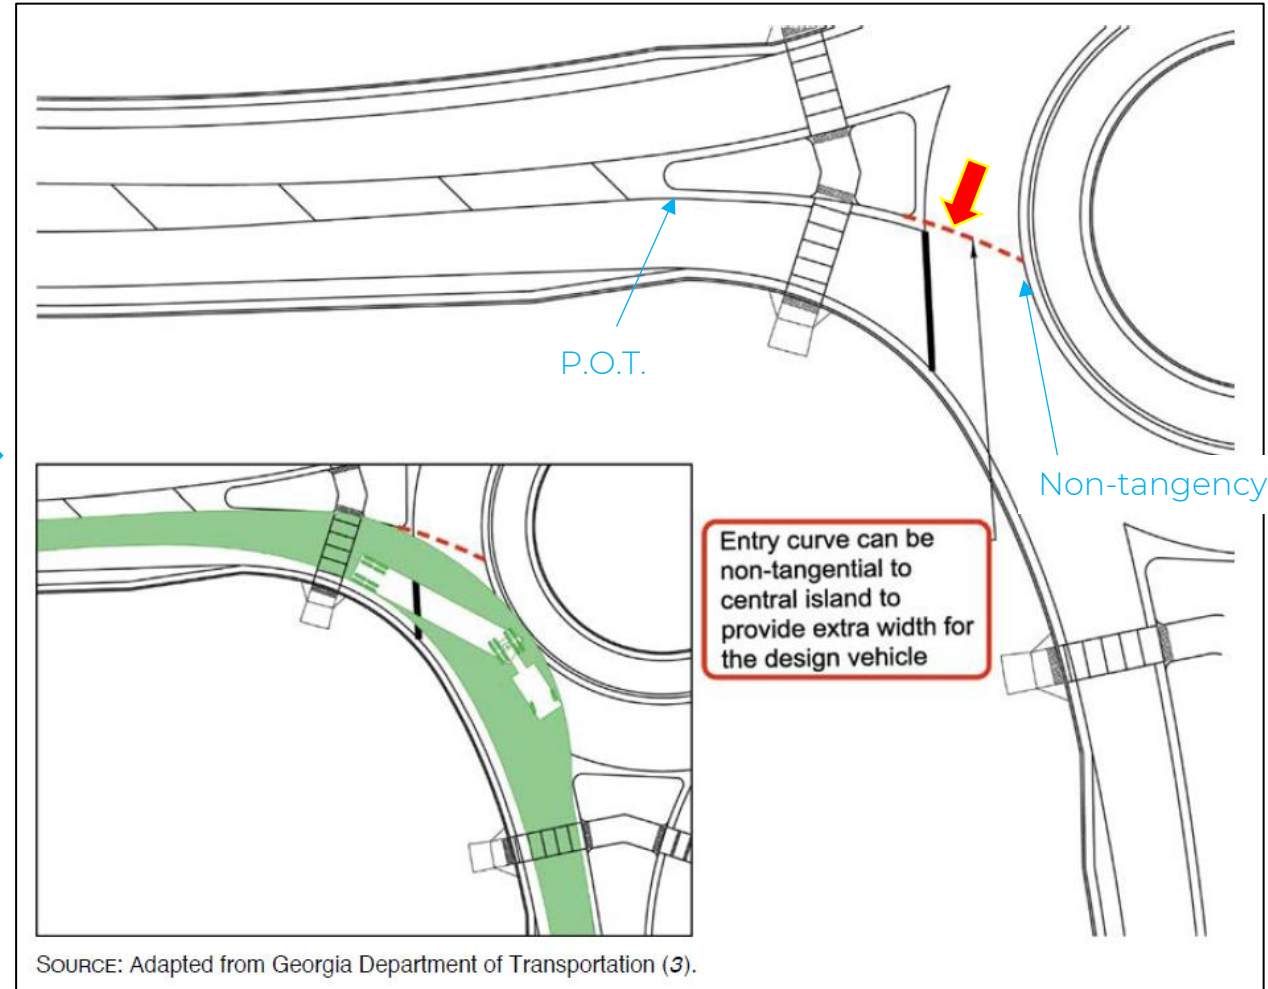 P.O.T.
Non-tangency
Entry curve can be
non-tangential to
central island to
provide extra width for
the design vehicle
SOURCE: Adapted from Georgia Department of Transportation (3).